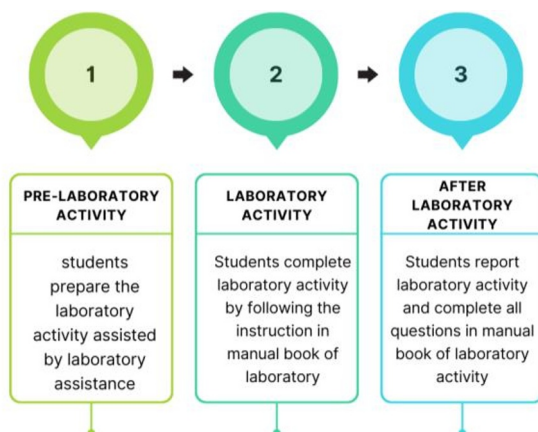 1
2
3
PRE-LABORATORY
ACTIVITY
students
prepare the
laboratory
activity assisted
by laboratory
assistance
LABORATORY
ACTIVITY
Students complete
laboratory activity
by following the
instruction in
manual book of
laboratory
AFTER
LABORATORY
ACTIVITY
Students report
laboratory activity
and complete all
questions in manual
book of laboratory
activity